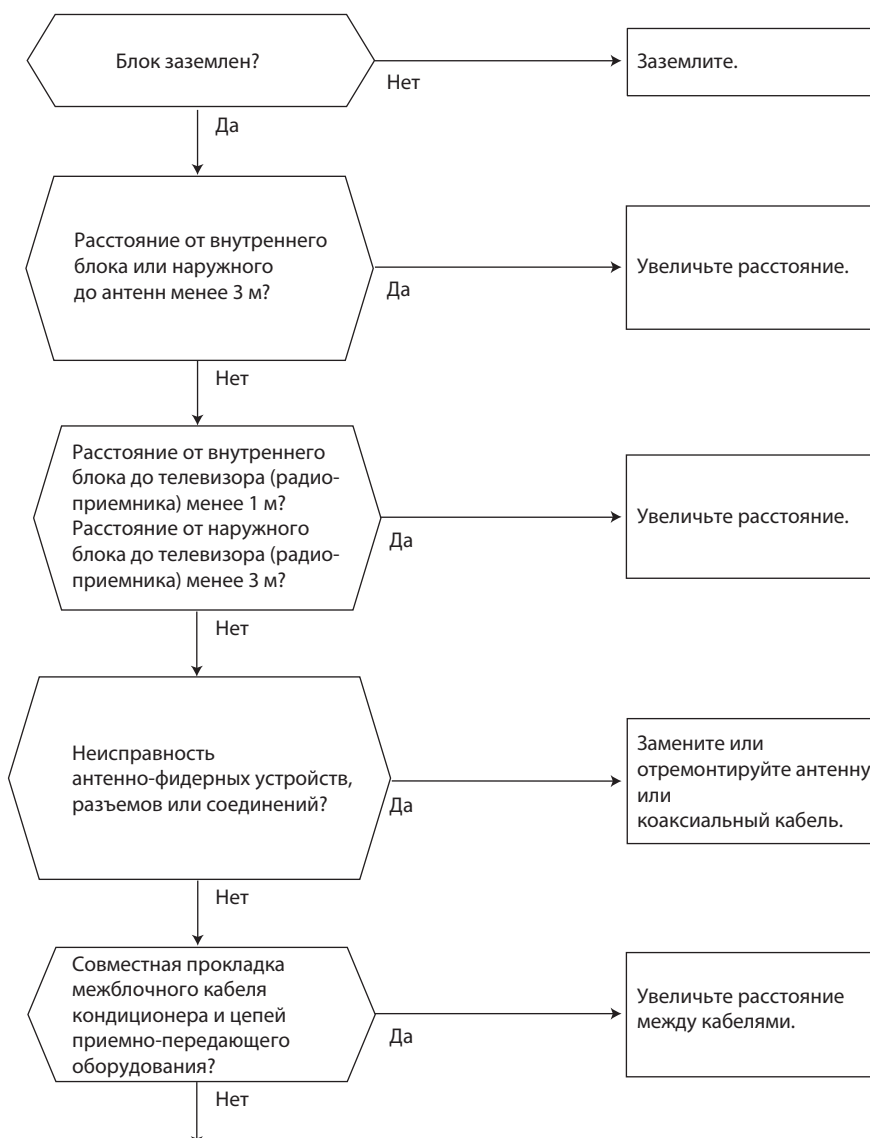 Блок заземлен?
Нет
Заземлите.
Да
Расстояние от внутреннего
блока или наружного
до антенн менее 3 м?
Да
Увеличьте расстояние.
Нет
Расстояние от внутреннего
блока до телевизора (радио-
приемника) менее 1 м?
Расстояние от наружного
блока до телевизора (радио-
приемника) менее 3 м?
Да
Увеличьте расстояние.
Нет
Неисправность
антенно-фидерных устройств,
разъемов или соединений?
Да
Замените или
отремонтируйте антенну
или
коаксиальный кабель.
Нет
Совместная прокладка
межблочного кабеля
кондиционера и цепей
приемно-передающего
оборудования?
Да
Увеличьте расстояние
между кабелями.
Нет